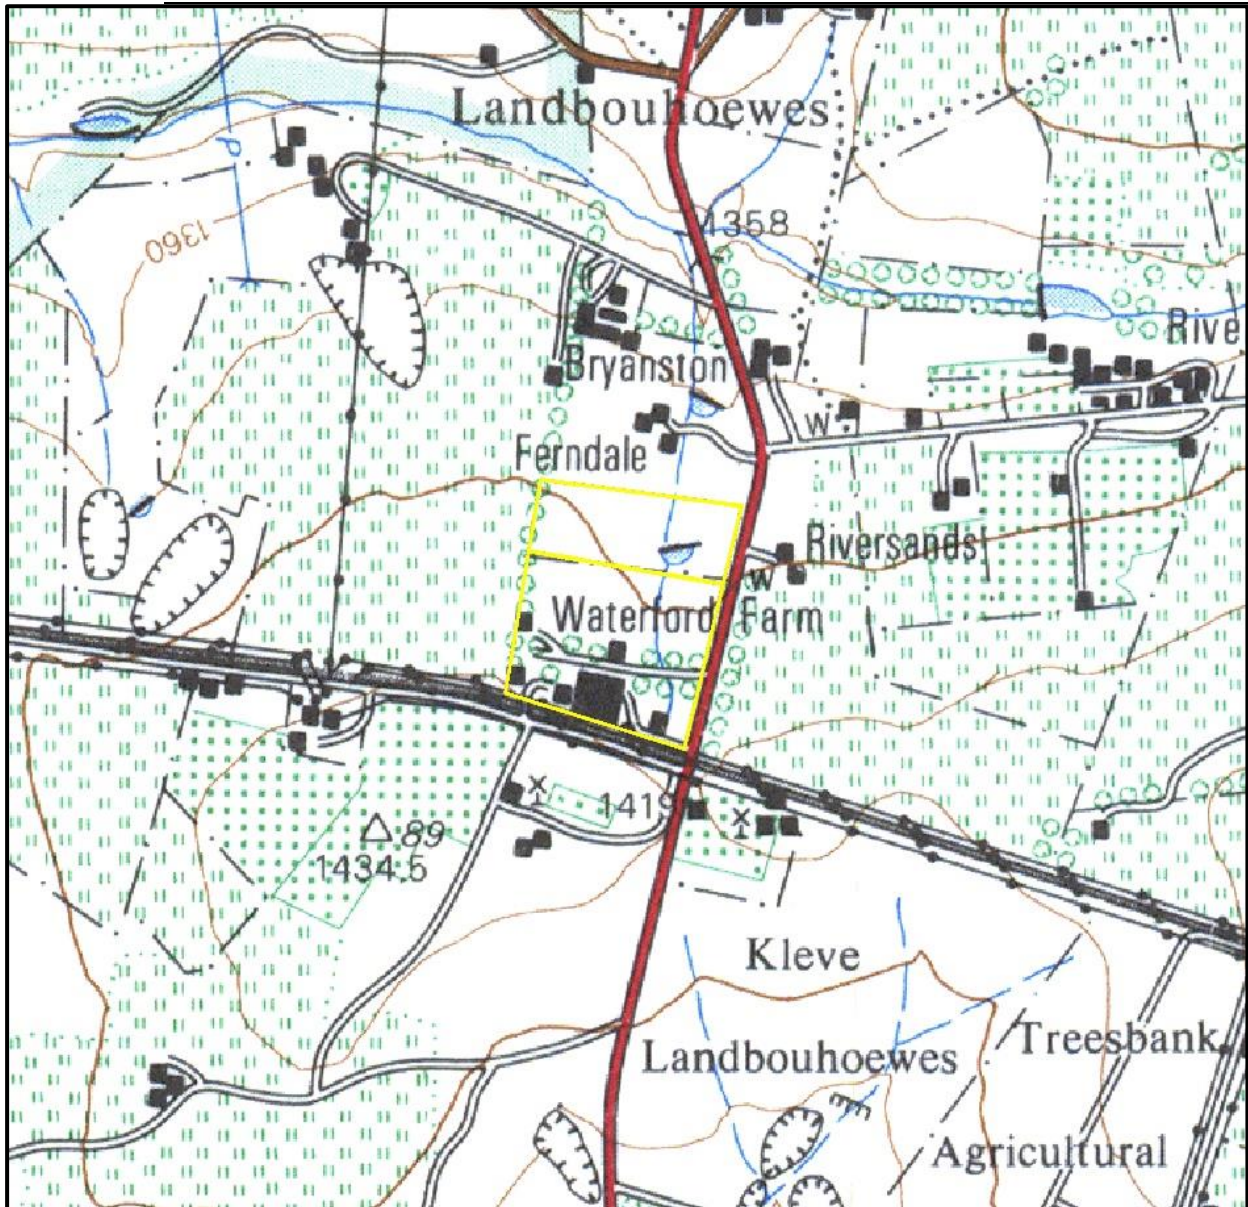 Landbouhoewes
1358
1360
Rive
Bryanston
W
Ferndale
Riversands
W
Waterford Farm
1419
89
1434.5
Kleve
Treesbank
Landbouhoewes
Agricultural